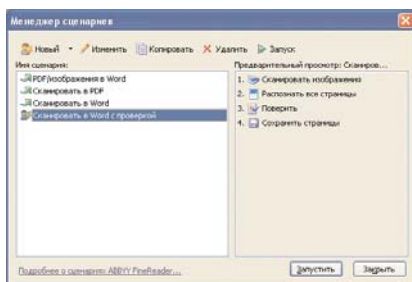 Менеджер сценариев
Новый Изменить Копировать Удалить Запуск
Имя сценария:
PDF/изображения в Word
Сканировать в PDF
Сканировать в Word
Сканировать в Word с проверкой
Предварительный просмотр: Сканиров...
1. Сканировать изображения
2. Распознать все страницы
3. Поверить
4. Сохранить страницы
Подробнее о сценариях ABBYY FineReader...
Запустить Закрыть